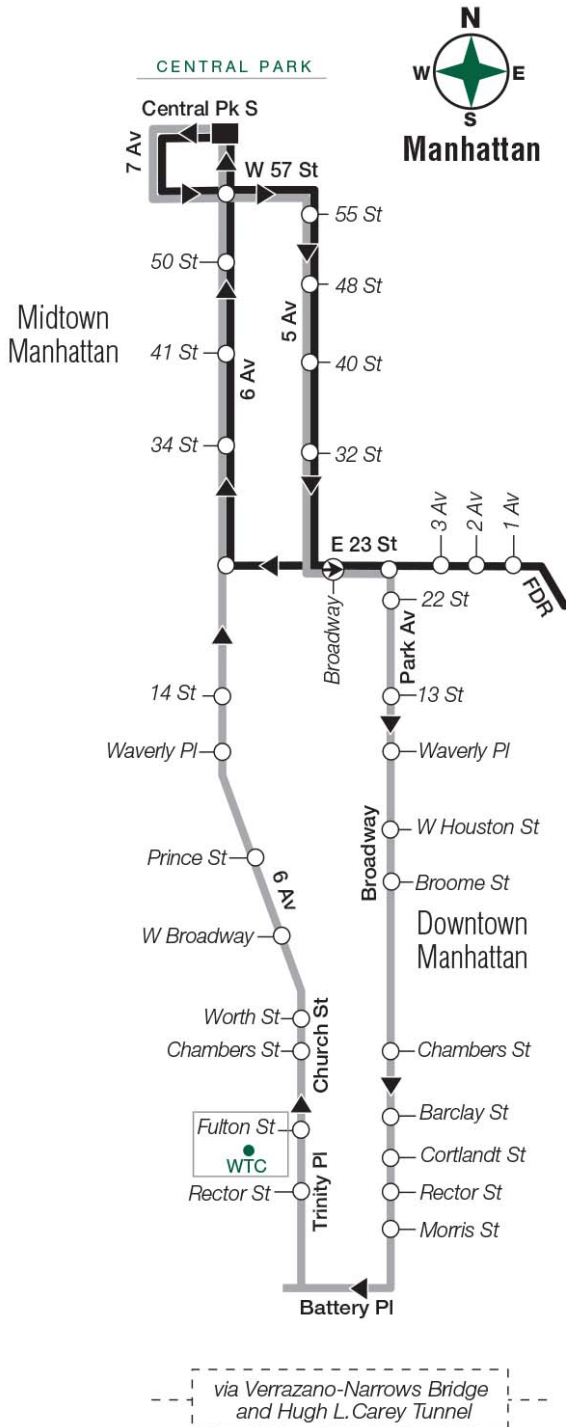 N
W
E
S
Manhattan
CENTRAL PARK
Central Pk S
7 Av
W 57 St
55 St
50 St
48 St
Midtown
Manhattan
5 Av
41 St
6 Av
40 St
34 St
32 St
3 Av
2 Av
1 Av
E 23 St
FDR
Broadway
22 St
Park Av
14 St
13 St
Waverly Pl
Waverly Pl
Broadway
W Houston St
Prince St
6 Av
Broome St
W Broadway
Downtown
Manhattan
Worth St
Church St
Chambers St
Chambers St
Fulton St
WTC
Barclay St
Cortlandt St
Trinity Pl
Rector St
Rector St
Morris St
Battery Pl
via Verrazano-Narrows Bridge
and Hugh L.Carey Tunnel